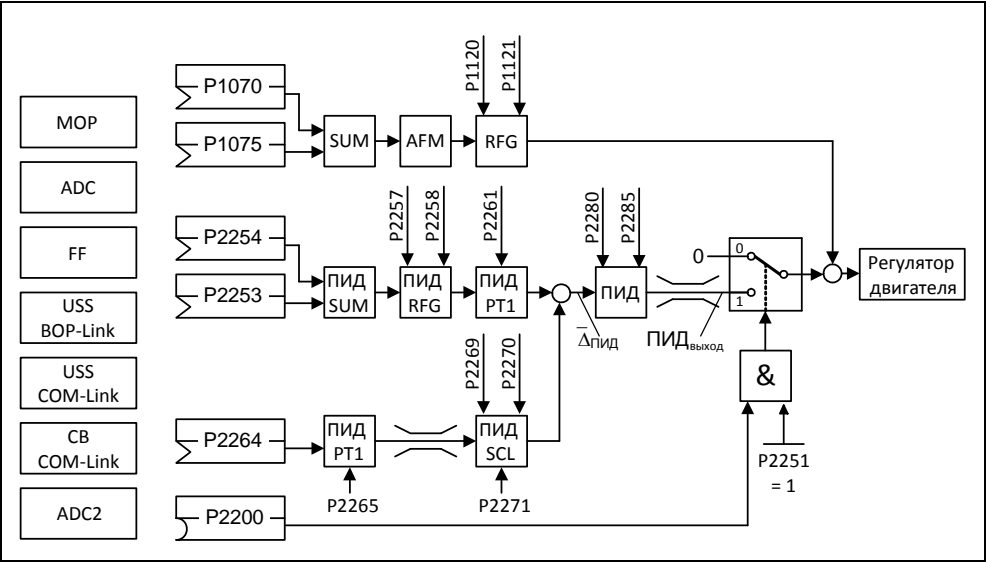 MOP
ADC
FF
USS
BOP-Link
USS
COM-Link
CB
COM-Link
ADC2
P1070
P1075
SUM
AFM
RFG
P1120
P1121
P2254
P2253
ПИД
SUM
ПИД
RFG
P2257
P2258
ПИД
PT1
P2261
Δ̅ПИД
ПИД
P2280
P2285
ПИДвыход
0
0
1
Регулятор
двигателя
&
P2251
= 1
P2264
ПИД
PT1
P2265
ПИД
SCL
P2269
P2270
P2271
P2200